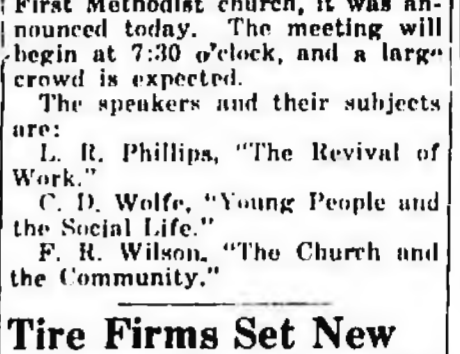 First Methodist church, it was an-
nounced today. The meeting will
begin at 7:30 o'clock, and a large
crowd is expected.
The speakers and their subjects
are:
L. R. Phillips, "The Revival of
Work."
C. D. Wolfe, "Young People and
the Social Life."
F. R. Wilson, "The Church and
the Community."
Tire Firms Set New